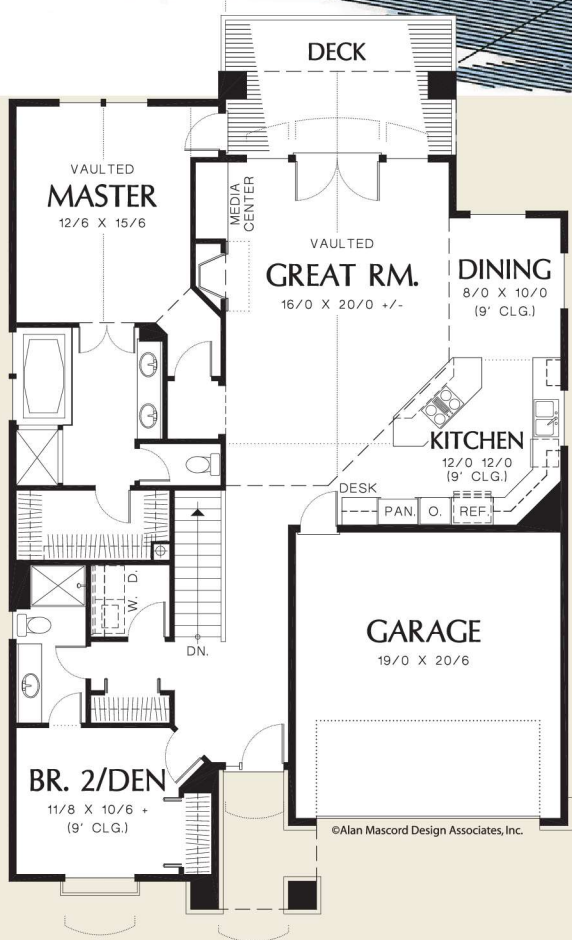 DECK
VAULTED
MASTER
12/6 X 15/6
MEDIA
CENTER
VAULTED
GREAT RM.
16/0 X 20/0 +/-
DINING
8/0 X 10/0
(9' CLG.)
KITCHEN
12/0 12/0
(9' CLG.)
DESK
PAN.
O.
REF.
W. D.
DN.
GARAGE
19/0 X 20/6
BR. 2/DEN
11/8 X 10/6 +
(9' CLG.)
©Alan Mascord Design Associates, Inc.